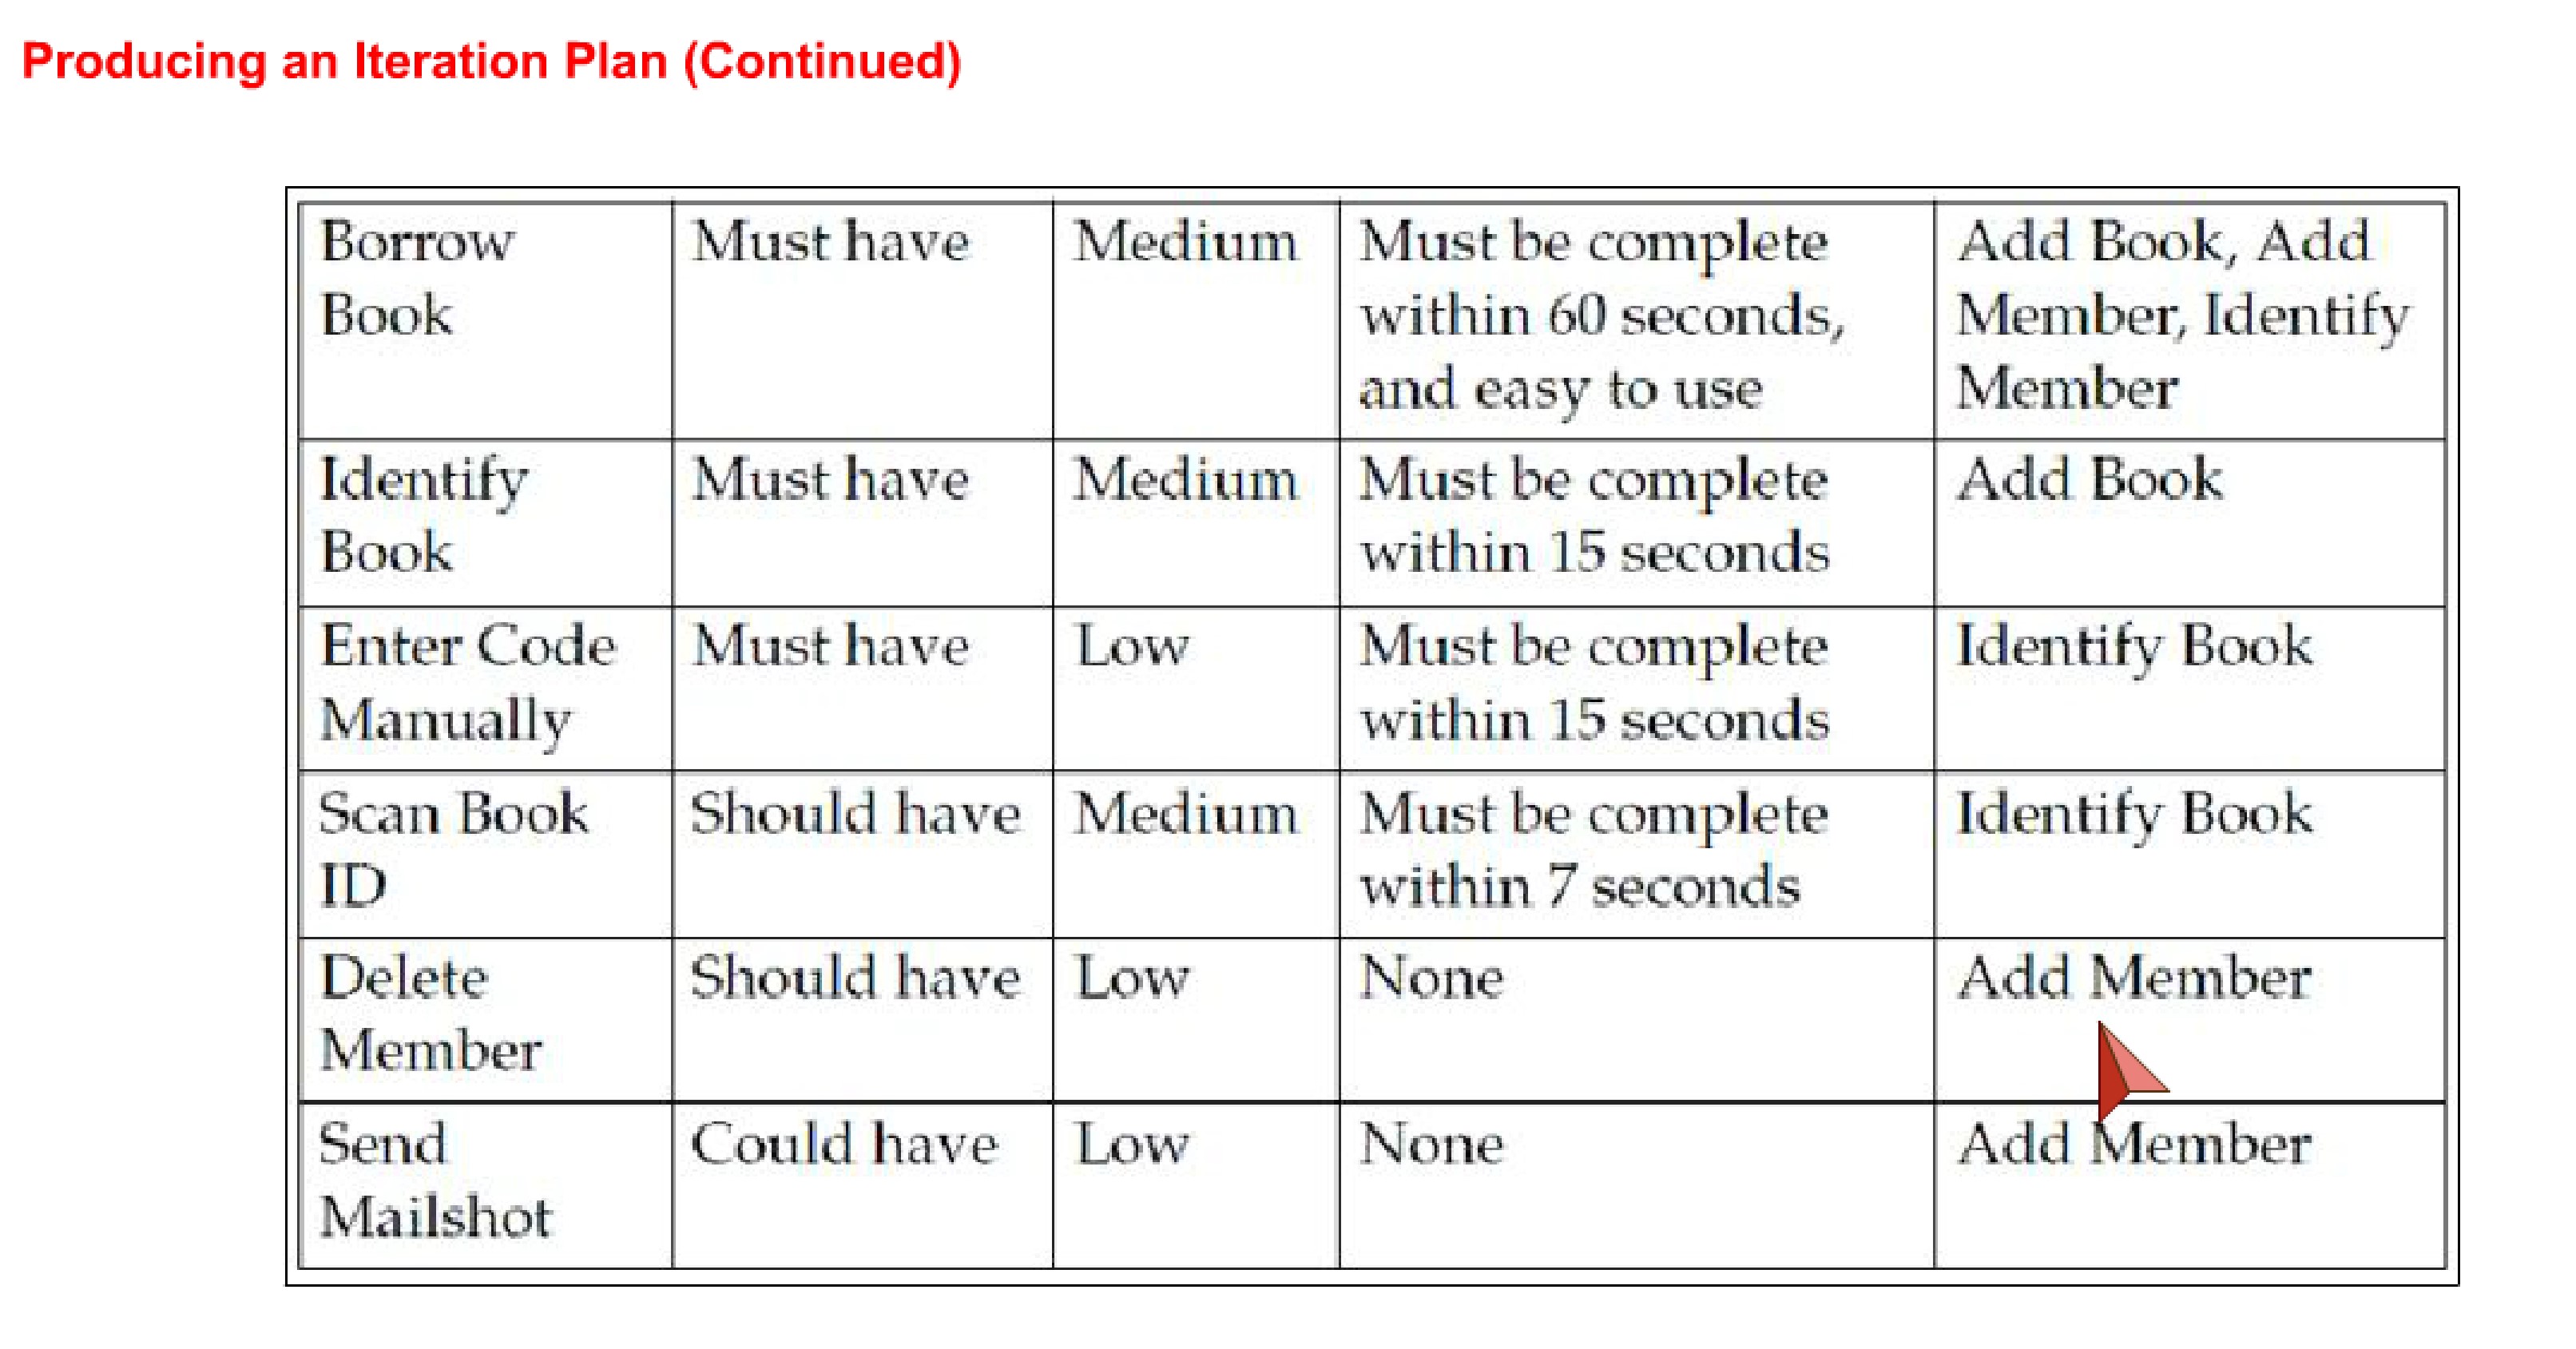 Producing an Iteration Plan (Continued)
Borrow
Book
Must have
Medium
Must be complete
within 60 seconds,
and easy to use
Add Book, Add
Member, Identify
Member
Identify
Book
Must have
Medium
Must be complete
within 15 seconds
Add Book
Enter Code
Manually
Must have
Low
Must be complete
within 15 seconds
Identify Book
Scan Book
ID
Should have
Medium
Must be complete
within 7 seconds
Identify Book
Delete
Member
Should have
Low
None
Add Member
Send
Mailshot
Could have
Low
None
Add Member